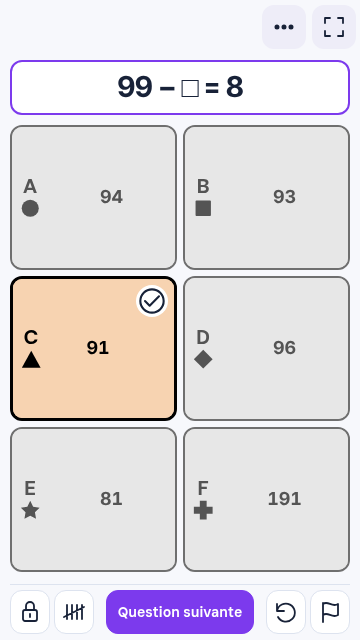 99 – □ = 8
A
94
B
93
C
91
D
96
E
81
F
191
Question suivante